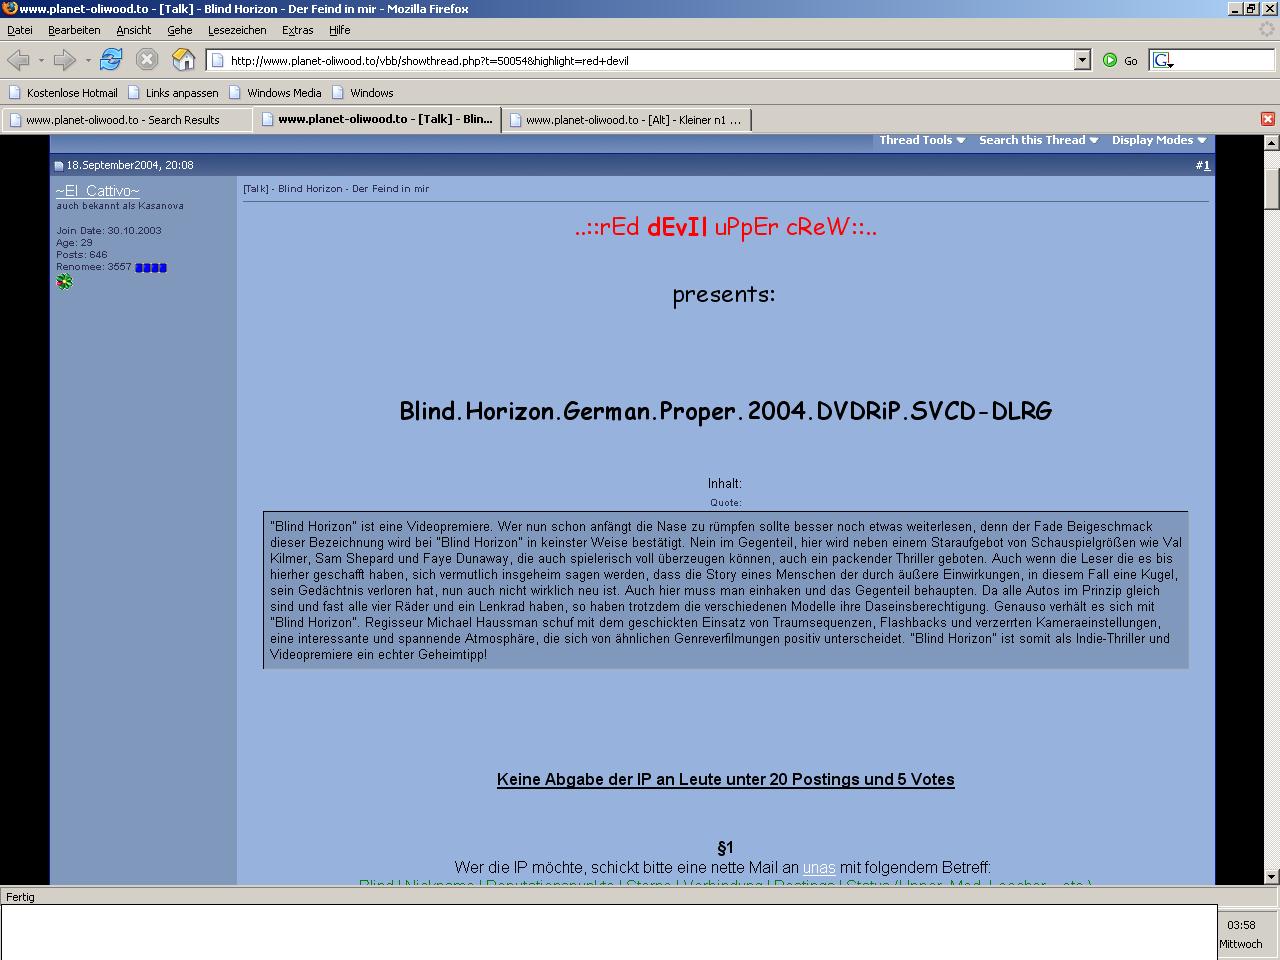 www.planet-oliwood.to - [Talk] - Blind Horizon - Der Feind in mir - Mozilla Firefox
Datei Bearbeiten Ansicht Gehe Lesezeichen Extras Hilfe
http://www.planet-oliwood.to/vbb/showthread.php?t=50054&highlight=red+devil Go G
Kostenlose Hotmail Links anpassen Windows Media Windows
www.planet-oliwood.to - Search Results www.planet-oliwood.to - [Talk] - Blin... www.planet-oliwood.to - [Alt] - Kleiner n1 ...
Thread Tools Search this Thread Display Modes
18.September2004, 20:08 #1
~El_Cattivo~
auch bekannt als Kasanova
Join Date: 30.10.2003
Age: 29
Posts: 646
Renomee: 3557
[Talk] - Blind Horizon - Der Feind in mir
..::rEd dEvIl uPpEr cReW::..
presents:
Blind.Horizon.German.Proper.2004.DVDRiP.SVCD-DLRG
Inhalt:
Quote:
"Blind Horizon" ist eine Videopremiere. Wer nun schon anfängt die Nase zu rümpfen sollte besser noch etwas weiterlesen, denn der Fade Beigeschmack
dieser Bezeichnung wird bei "Blind Horizon" in keinster Weise bestätigt. Nein im Gegenteil, hier wird neben einem Staraufgebot von Schauspielgrößen wie Val
Kilmer, Sam Shepard und Faye Dunaway, die auch spielerisch voll überzeugen können, auch ein packender Thriller geboten. Auch wenn die Leser die es bis
hierher geschafft haben, sich vermutlich insgeheim sagen werden, dass die Story eines Menschen der durch äußere Einwirkungen, in diesem Fall eine Kugel,
sein Gedächtnis verloren hat, nun auch nicht wirklich neu ist. Auch hier muss man einhaken und das Gegenteil behaupten. Da alle Autos im Prinzip gleich
sind und fast alle vier Räder und ein Lenkrad haben, so haben trotzdem die verschiedenen Modelle ihre Daseinsberechtigung. Genauso verhält es sich mit
"Blind Horizon". Regisseur Michael Haussman schuf mit dem geschickten Einsatz von Traumsequenzen, Flashbacks und verzerrten Kameraeinstellungen,
eine interessante und spannende Atmosphäre, die sich von ähnlichen Genreverfilmungen positiv unterscheidet. "Blind Horizon" ist somit als Indie-Thriller und
Videopremiere ein echter Geheimtipp!
Keine Abgabe der IP an Leute unter 20 Postings und 5 Votes
§1
Wer die IP möchte, schickt bitte eine nette Mail an unas mit folgendem Betreff:
Blind | Nickname | Reputationspunkte | Sterne | Verbindung | Postings | Status (Upper, Mod, Leecher
Fertig
03:58
Mittwoch